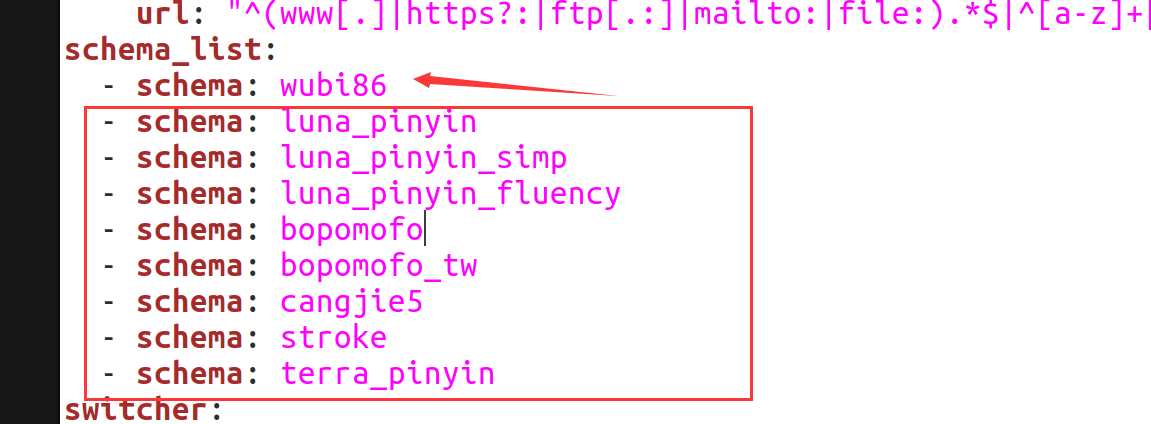 url: "^(www[.]|https?:|ftp[.:]|mailto:|file:).*$|^[a-z]+|
schema_list:
- schema: wubi86
- schema: luna_pinyin
- schema: luna_pinyin_simp
- schema: luna_pinyin_fluency
- schema: bopomofo
- schema: bopomofo_tw
- schema: cangjie5
- schema: stroke
- schema: terra_pinyin
switcher: